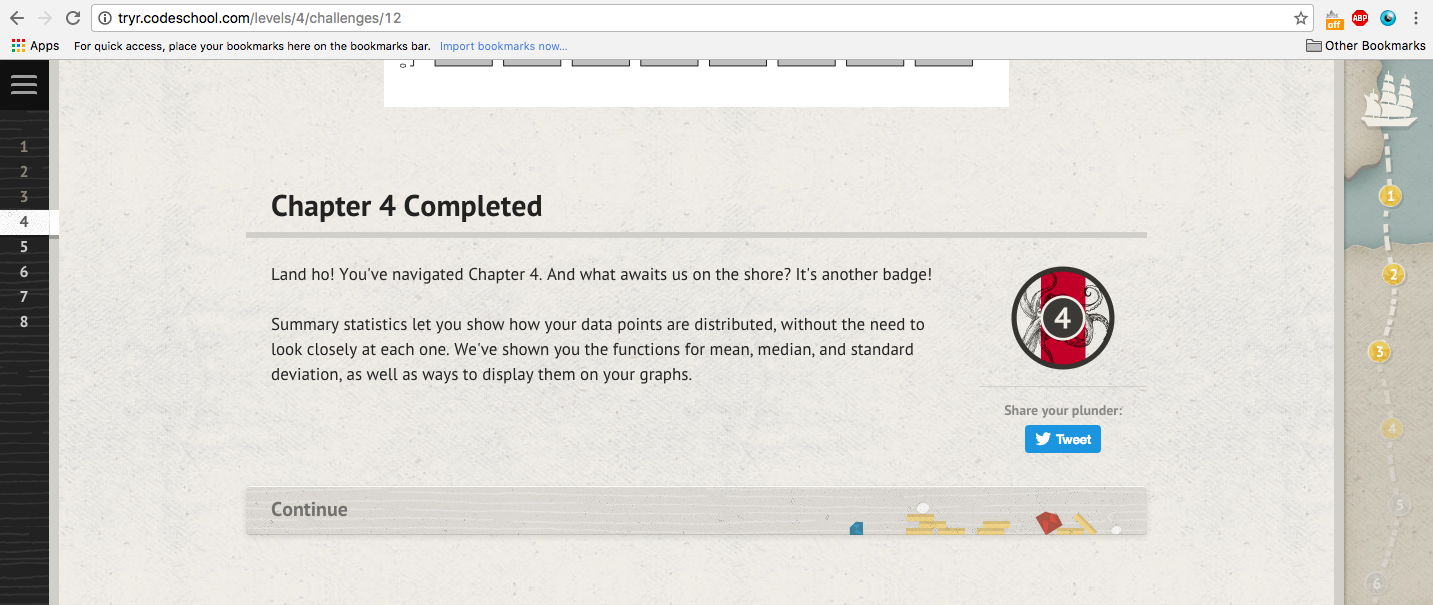 tryr.codeschool.com/levels/4/challenges/12
off
ABP
Apps
For quick access, place your bookmarks here on the bookmarks bar. Import bookmarks now...
Other Bookmarks
1
2
3
4
5
6
7
8
Chapter 4 Completed
Land ho! You've navigated Chapter 4. And what awaits us on the shore? It's another badge!
Summary statistics let you show how your data points are distributed, without the need to
look closely at each one. We've shown you the functions for mean, median, and standard
deviation, as well as ways to display them on your graphs.
4
Share your plunder:
Tweet
Continue
1
2
3
4
5
6